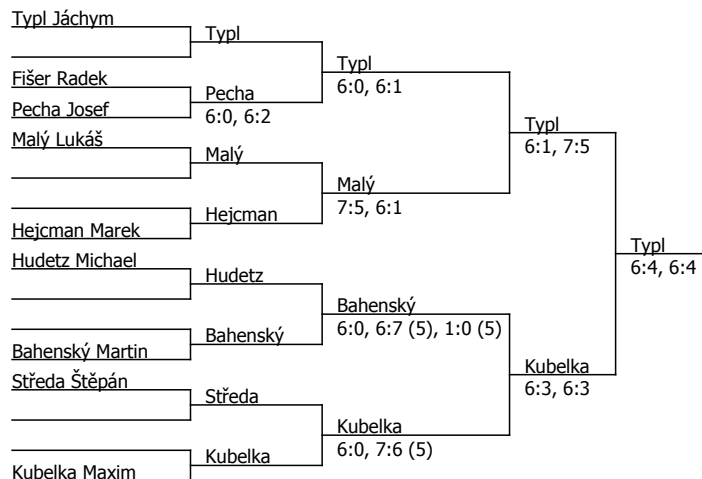 Typl Jáchym
Fišer Radek
Pecha Josef
Malý Lukáš
Hejcman Marek
Hudetz Michael
Bahenský Martin
Středa Štěpán
Kubelka Maxim
Typl
Pecha
6:0, 6:2
Malý
Hejcman
Hudetz
Bahenský
Středa
Kubelka
Typl
6:0, 6:1
Malý
7:5, 6:1
Bahenský
6:0, 6:7 (5), 1:0 (5)
Kubelka
6:0, 7:6 (5)
Typl
6:1, 7:5
Kubelka
6:3, 6:3
Typl
6:4, 6:4